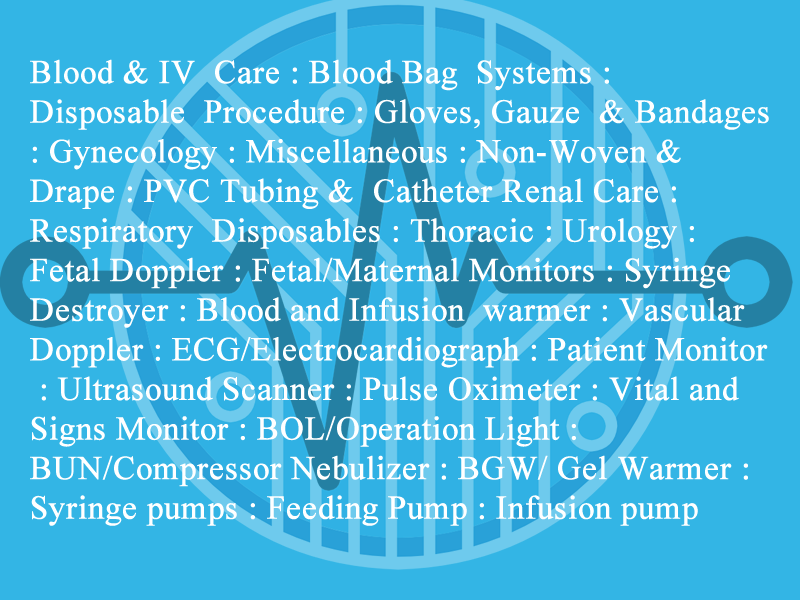 Blood & IV  Care : Blood Bag  Systems :
Disposable  Procedure : Gloves, Gauze  & Bandages
: Gynecology : Miscellaneous : Non-Woven &
Drape : PVC Tubing &  Catheter Renal Care :
Respiratory  Disposables : Thoracic : Urology :
Fetal Doppler : Fetal/Maternal Monitors : Syringe
Destroyer : Blood and Infusion  warmer : Vascular
Doppler : ECG/Electrocardiograph : Patient Monitor
: Ultrasound Scanner : Pulse Oximeter : Vital and
Signs Monitor : BOL/Operation Light :
BUN/Compressor Nebulizer : BGW/ Gel Warmer :
Syringe pumps : Feeding Pump : Infusion pump